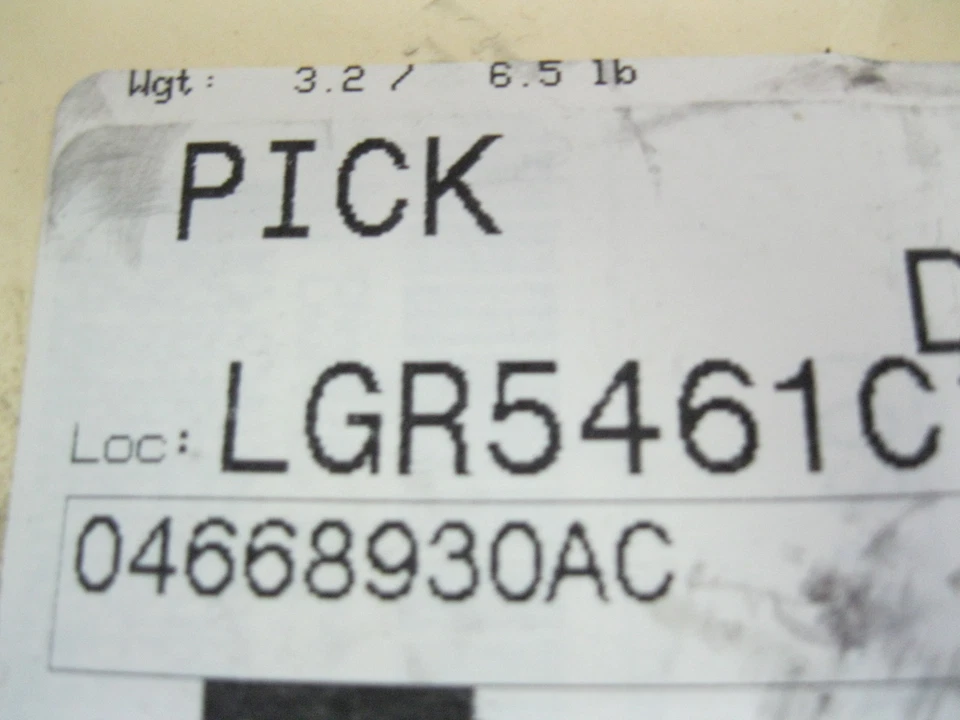 Wgt: 3.2 / 6.5 lb
PICK
D
Loc: LGR5461C
04668930AC